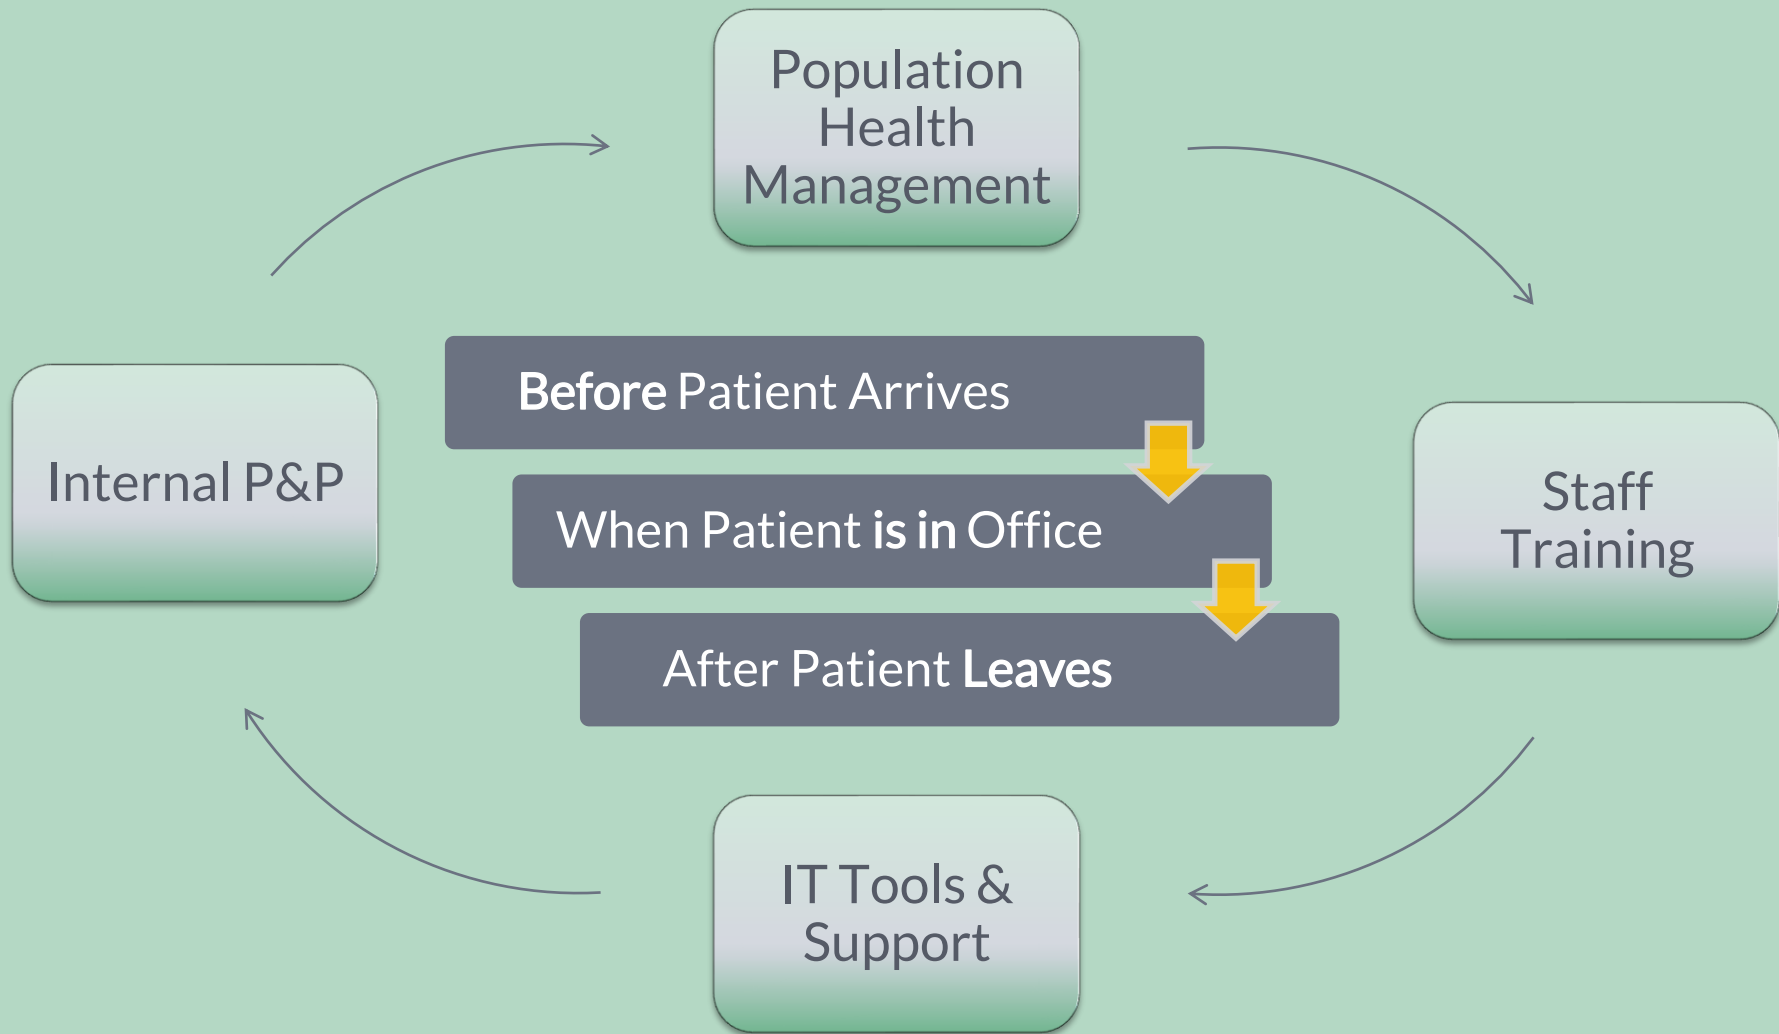 Population
Health
Management
Before Patient Arrives
Internal P&P
When Patient is in Office
Staff
Training
After Patient Leaves
IT Tools &
Support